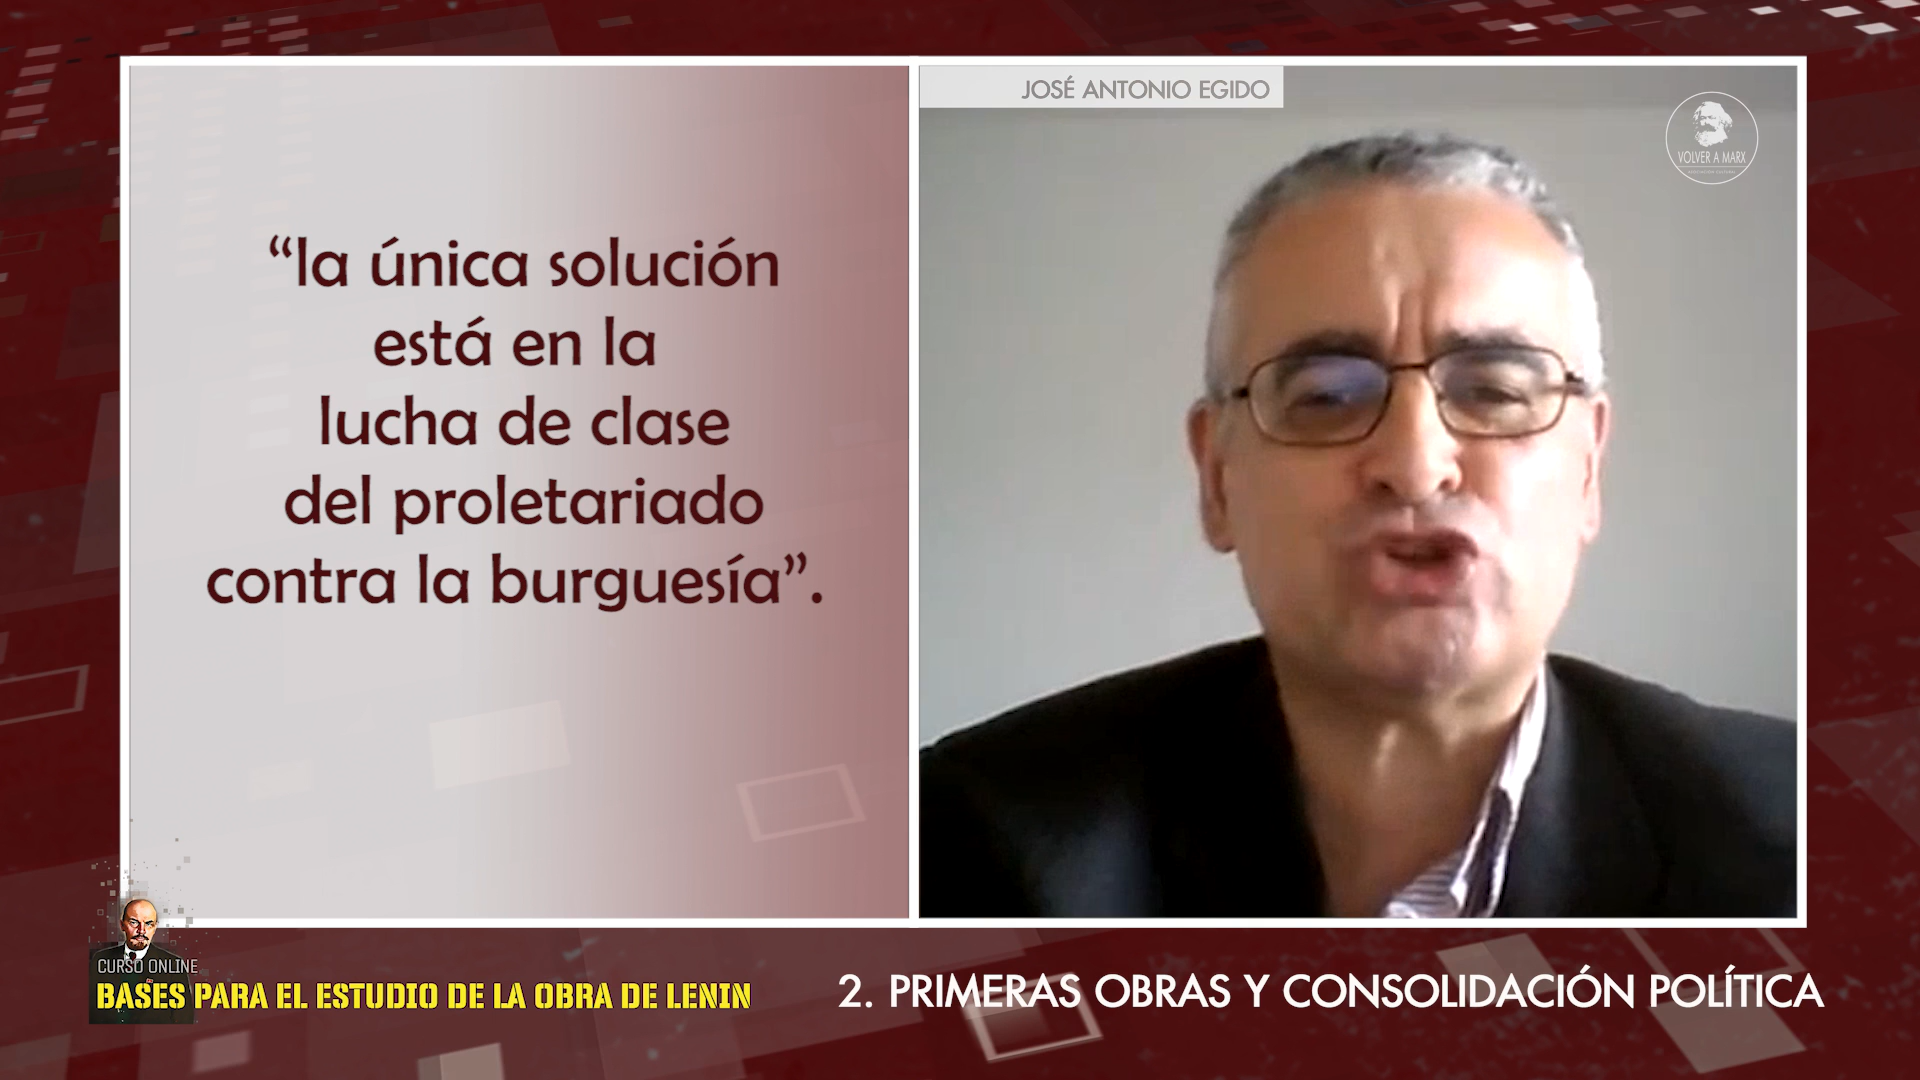 “la única solución
está en la
lucha de clase
del proletariado
contra la burguesía”.
JOSÉ ANTONIO EGIDO
VOLVER A MARX
CURSO ONLINE
BASES PARA EL ESTUDIO DE LA OBRA DE LENIN
2. PRIMERAS OBRAS Y CONSOLIDACIÓN POLÍTICA